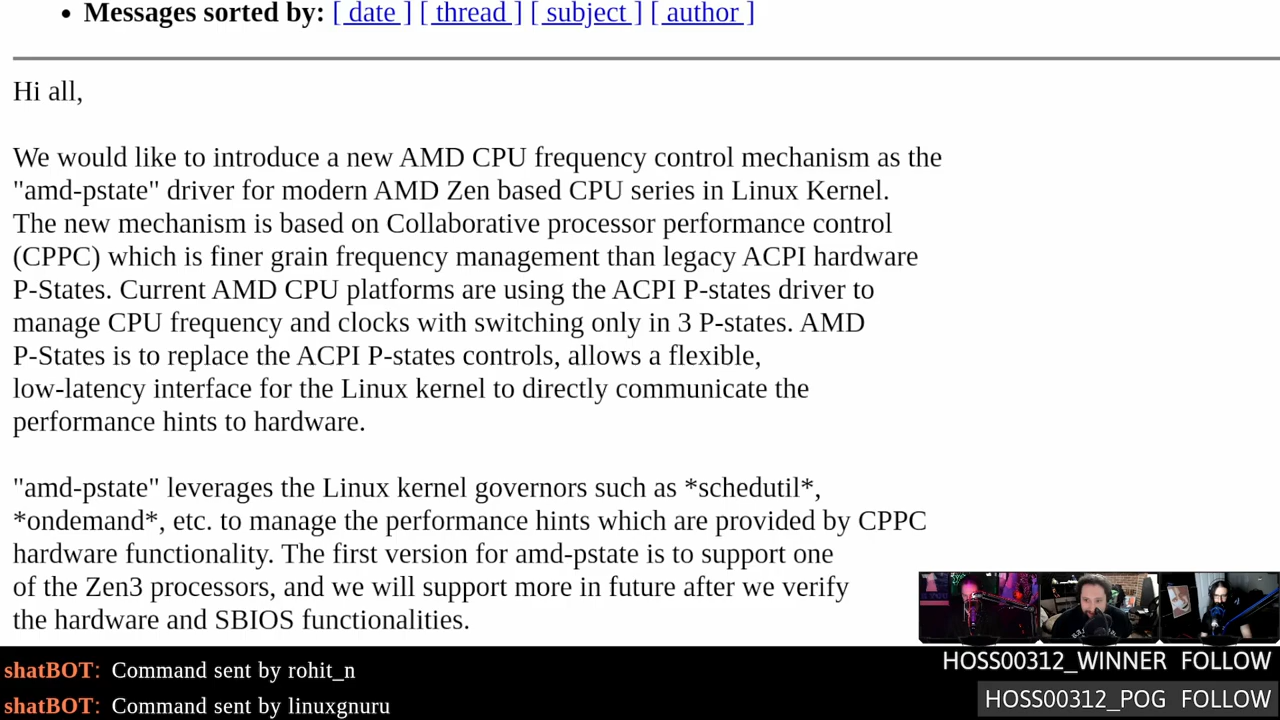 • Messages sorted by: [ date ] [ thread ] [ subject ] [ author ]
Hi all,
We would like to introduce a new AMD CPU frequency control mechanism as the
"amd-pstate" driver for modern AMD Zen based CPU series in Linux Kernel.
The new mechanism is based on Collaborative processor performance control
(CPPC) which is finer grain frequency management than legacy ACPI hardware
P-States. Current AMD CPU platforms are using the ACPI P-states driver to
manage CPU frequency and clocks with switching only in 3 P-states. AMD
P-States is to replace the ACPI P-states controls, allows a flexible,
low-latency interface for the Linux kernel to directly communicate the
performance hints to hardware.
"amd-pstate" leverages the Linux kernel governors such as *schedutil*,
*ondemand*, etc. to manage the performance hints which are provided by CPPC
hardware functionality. The first version for amd-pstate is to support one
of the Zen3 processors, and we will support more in future after we verify
the hardware and SBIOS functionalities.
shatBOT: Command sent by rohit_n
shatBOT: Command sent by linuxgnuru
HOSS00312_WINNER FOLLOW
HOSS00312_POG FOLLOW